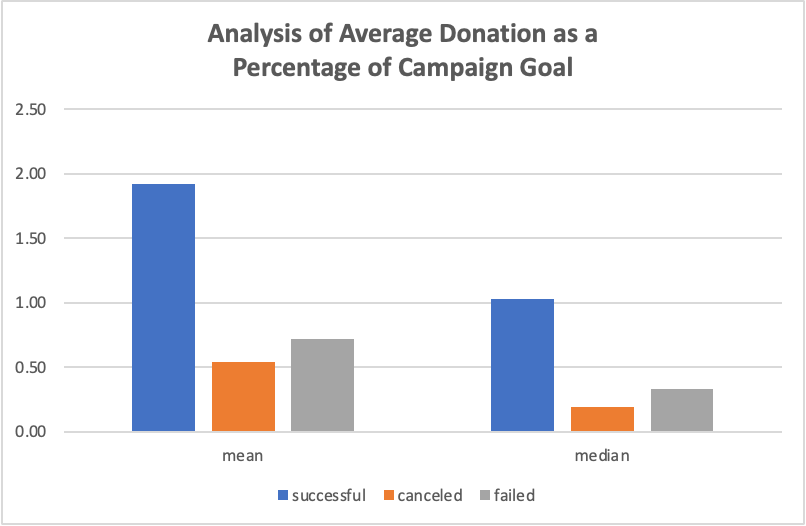 Analysis of Average Donation as a
Percentage of Campaign Goal
2.50
2.00
1.50
1.00
0.50
0.00
mean median
successful canceled failed